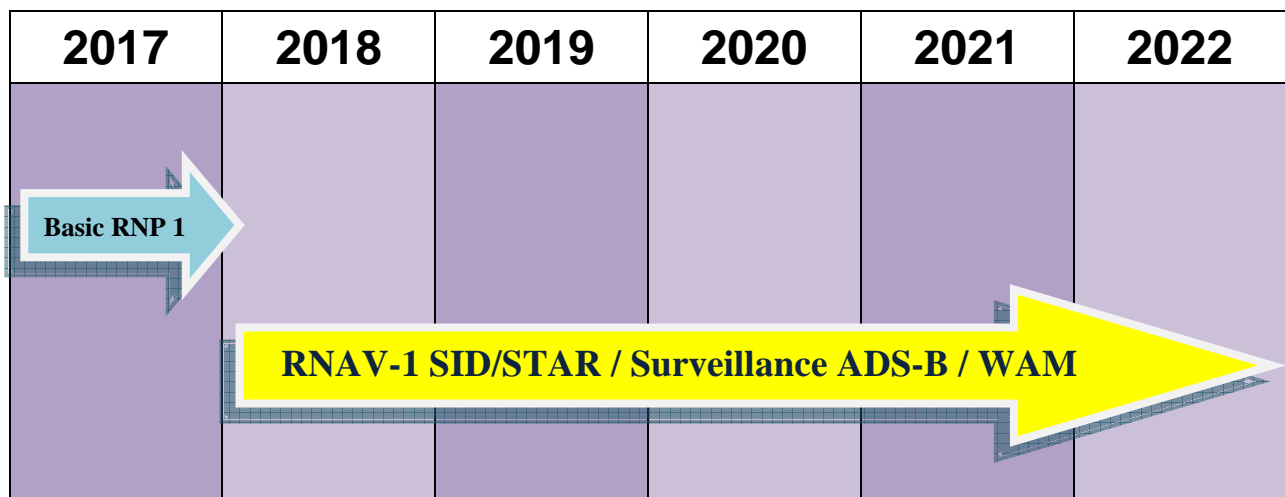 2017 2018 2019 2020 2021 2022
Basic RNP 1
RNAV-1 SID/STAR / Surveillance ADS-B / WAM